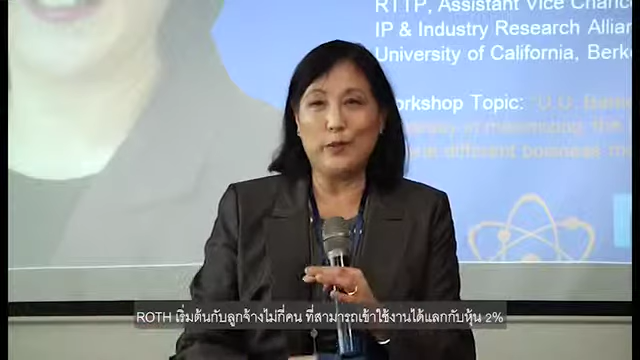 RTTP, Assistant Vice Chanc
IP & Industry Research Allian
University of California, Berk
Workshop Topic:
ROTH เริ่มต้นกับลูกจ้างไม่กี่คน ที่สามารถเข้าใช้งานได้แลกกับหุ้น 2%